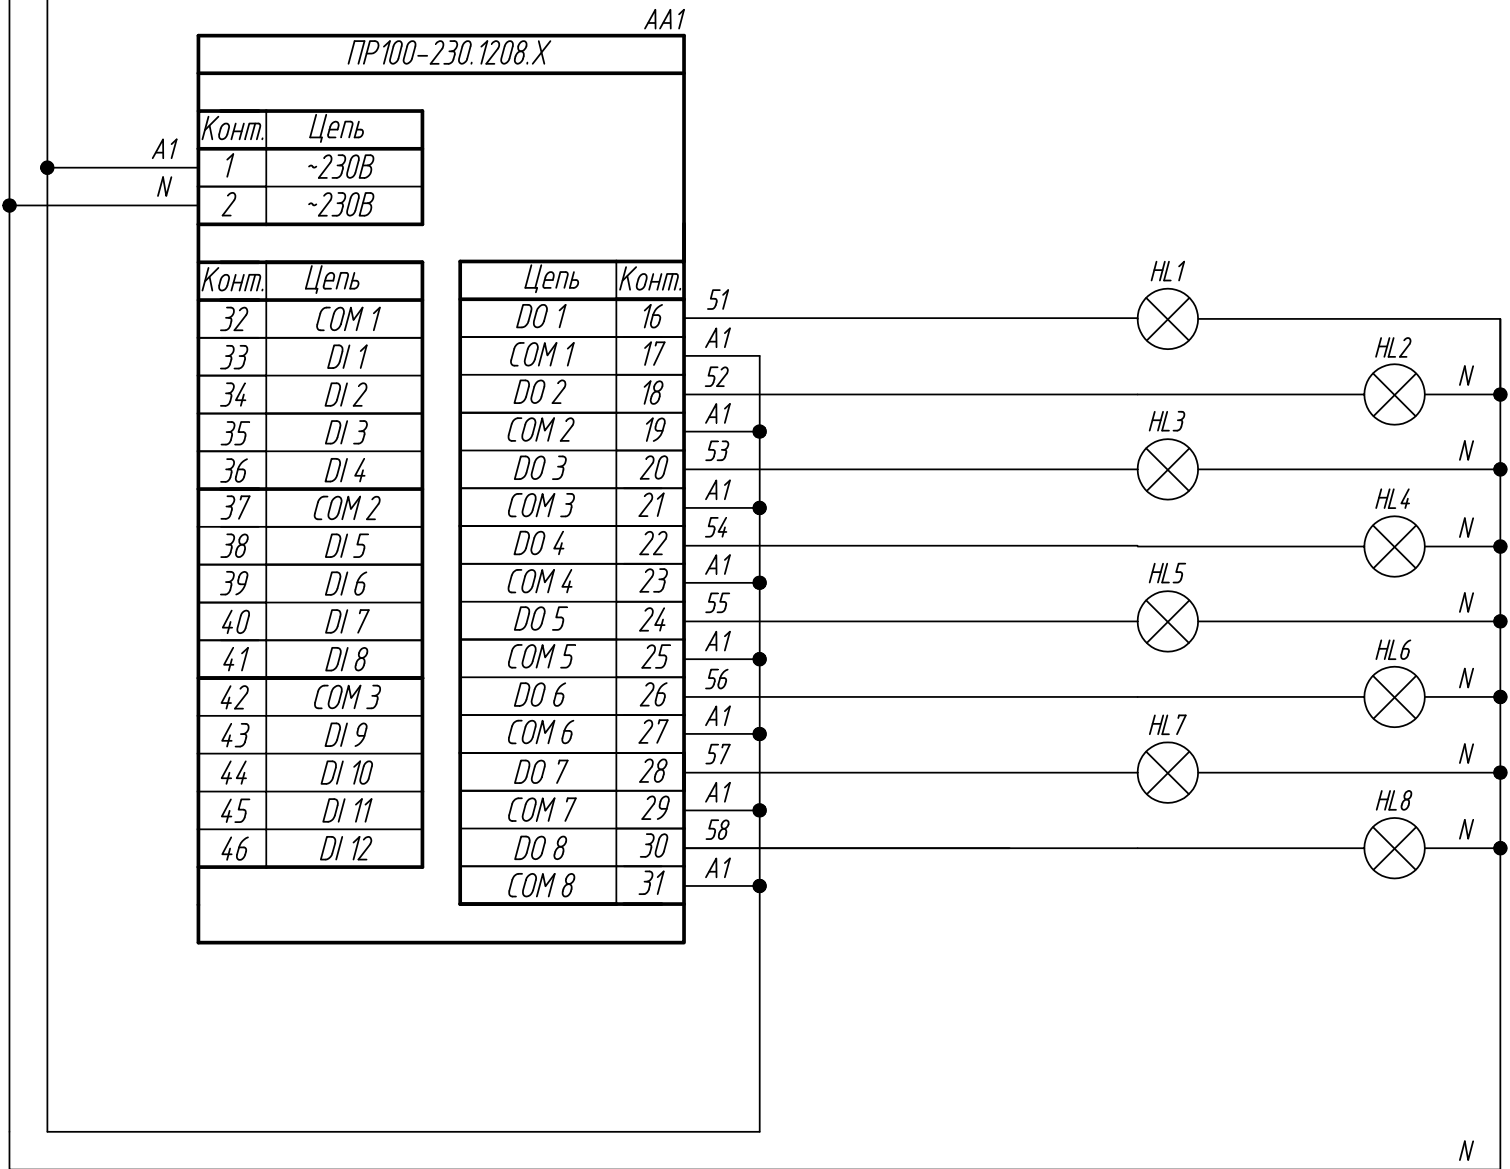 AA1
ПР100-230.1208.X
Конт. Цепь
A1 1 ~230В
N 2 ~230В
Конт. Цепь Цепь Конт.
HL1
32 COM 1 DO 1 16 51
33 DI 1 COM 1 17 A1
HL2
34 DI 2 DO 2 18 52 N
35 DI 3 COM 2 19 A1
HL3
36 DI 4 DO 3 20 53 N
37 COM 2 COM 3 21 A1
HL4
38 DI 5 DO 4 22 54 N
39 DI 6 COM 4 23 A1
HL5
40 DI 7 DO 5 24 55 N
41 DI 8 COM 5 25 A1
HL6
42 COM 3 DO 6 26 56 N
43 DI 9 COM 6 27 A1
HL7
44 DI 10 DO 7 28 57 N
45 DI 11 COM 7 29 A1
HL8
46 DI 12 DO 8 30 58 N
COM 8 31 A1
N